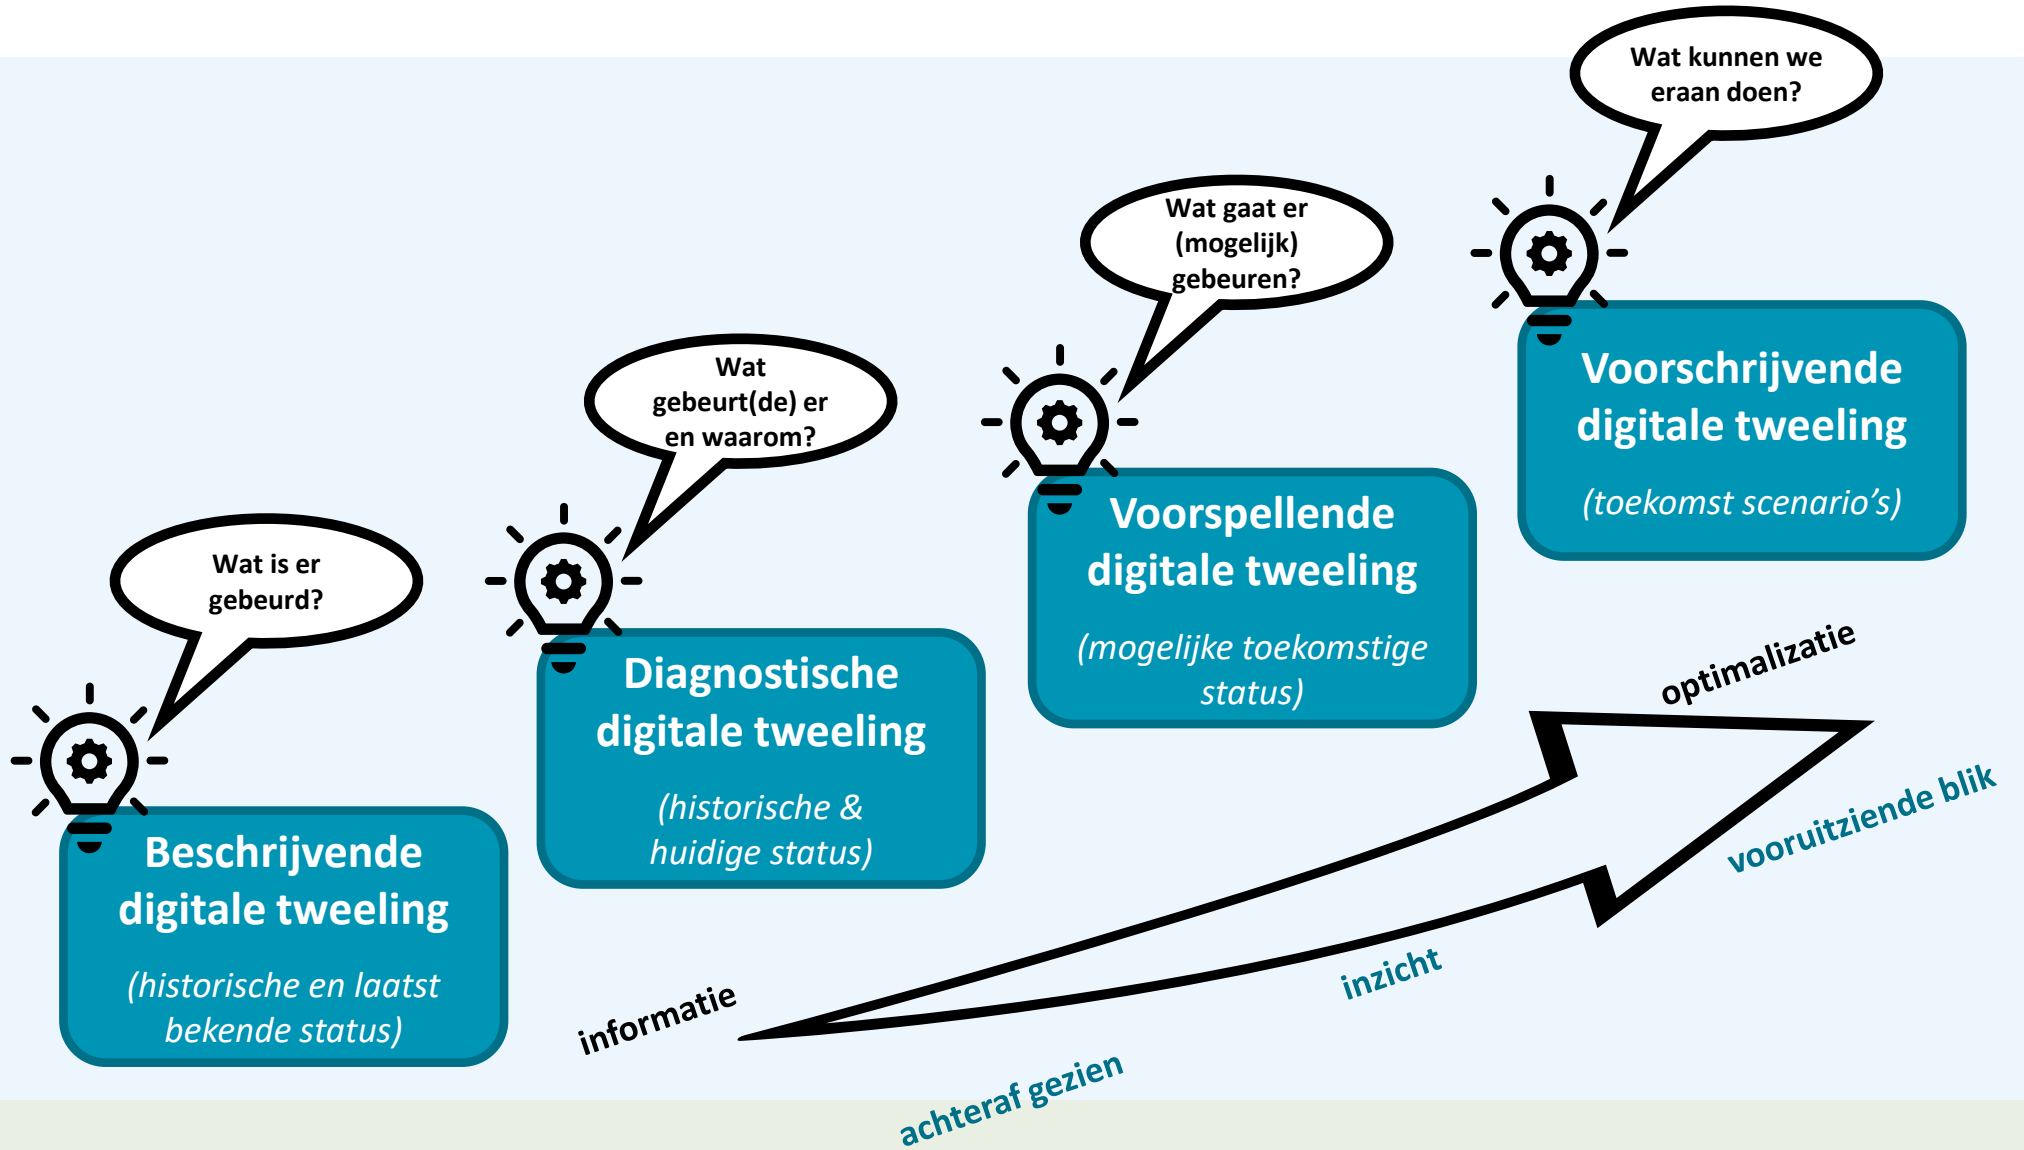 Wat is er
gebeurd?
Beschrijvende
digitale tweeling
(historische en laatst
bekende status)
Wat
gebeurt(de) er
en waarom?
Diagnostische
digitale tweeling
(historische &
huidige status)
Wat gaat er
(mogelijk)
gebeuren?
Voorspellende
digitale tweeling
(mogelijke toekomstige
status)
Wat kunnen we
eraan doen?
Voorschrijvende
digitale tweeling
(toekomst scenario’s)
informatie
optimalizatie
achteraf gezien
inzicht
vooruitziende blik